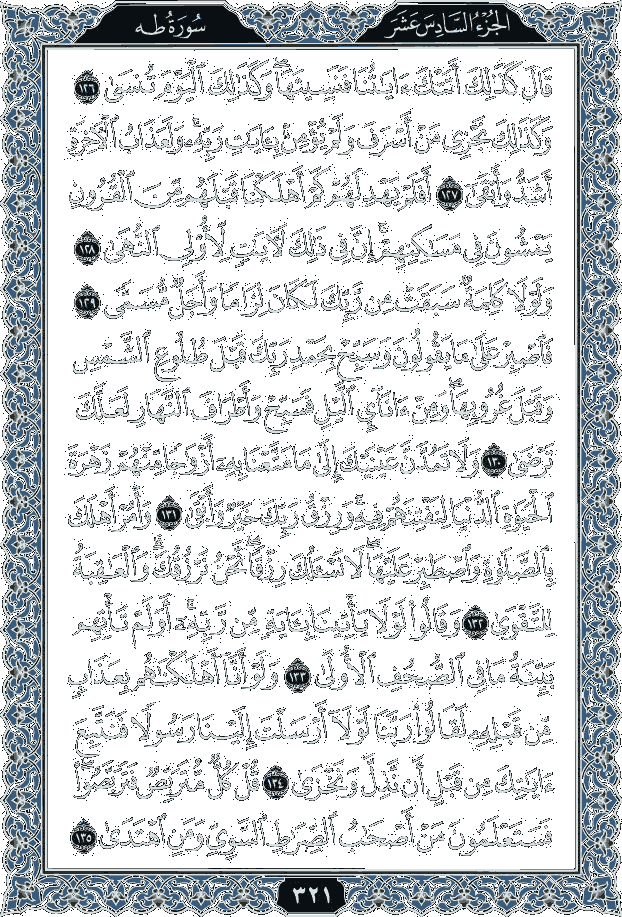 الجزء السادس عشر
سورة طه
قَالَ كَذَٰلِكَ أَتَتْكَ ءَايَٰتُنَا فَنَسِيتَهَا ۖ وَكَذَٰلِكَ ٱلْيَوْمَ تُنسَىٰ ١٢٦
وَكَذَٰلِكَ نَجْزِى مَنْ أَسْرَفَ وَلَمْ يُؤْمِنۢ بِـَٔايَٰتِ رَبِّهِۦ ۚ وَلَعَذَابُ ٱلْءَاخِرَةِ
أَشَدُّ وَأَبْقَىٰٓ ١٢٧ أَفَلَمْ يَهْدِ لَهُمْ كَمْ أَهْلَكْنَا قَبْلَهُم مِّنَ ٱلْقُرُونِ
يَمْشُونَ فِى مَسَٰكِنِهِمْ ۗ إِنَّ فِى ذَٰلِكَ لَءَايَٰتٍ لِّأُو۟لِى ٱلنُّهَىٰ ١٢٨
وَلَوْلَا كَلِمَةٌ سَبَقَتْ مِن رَّبِّكَ لَكَانَ لِزَامًا وَأَجَلٌ مُّسَمًّى ١٢٩
فَٱصْبِرْ عَلَىٰ مَا يَقُولُونَ وَسَبِّحْ بِحَمْدِ رَبِّكَ قَبْلَ طُلُوعِ ٱلشَّمْسِ
وَقَبْلَ غُرُوبِهَا ۖ وَمِنْ ءَانَآئِ ٱلَّيْلِ فَسَبِّحْ وَأَطْرَافَ ٱلنَّهَارِ لَعَلَّكَ
تَرْضَىٰ ١٣٠ وَلَا تَمُدَّنَّ عَيْنَيْكَ إِلَىٰ مَا مَتَّعْنَا بِهِۦٓ أَزْوَٰجًا مِّنْهُمْ زَهْرَةَ
ٱلْحَيَوٰةِ ٱلدُّنْيَا لِنَفْتِنَهُمْ فِيهِ ۚ وَرِزْقُ رَبِّكَ خَيْرٌ وَأَبْقَىٰ ١٣١ وَأْمُرْ أَهْلَكَ
بِٱلصَّلَوٰةِ وَٱصْطَبِرْ عَلَيْهَا ۖ لَا نَسْـَٔلُكَ رِزْقًا ۖ نَّحْنُ نَرْزُقُكَ ۗ وَٱلْعَٰقِبَةُ
لِلتَّقْوَىٰ ١٣٢ وَقَالُوا۟ لَوْلَا يَأْتِينَا بِـَٔايَةٍ مِّن رَّبِّهِۦٓ ۚ أَوَلَمْ تَأْتِهِم
بَيِّنَةُ مَا فِى ٱلصُّحُفِ ٱلْأُولَىٰ ١٣٣ وَلَوْ أَنَّآ أَهْلَكْنَٰهُم بِعَذَابٍ
مِّن قَبْلِهِۦ لَقَالُوا۟ رَبَّنَا لَوْلَآ أَرْسَلْتَ إِلَيْنَا رَسُولًا فَنَتَّبِعَ
ءَايَٰتِكَ مِن قَبْلِ أَن نَّذِلَّ وَنَخْزَىٰ ١٣٤ قُلْ كُلٌّ مُّتَرَبِّصٌ فَتَرَبَّصُوا۟ ۖ
فَسَتَعْلَمُونَ مَنْ أَصْحَٰبُ ٱلصِّرَٰطِ ٱلسَّوِىِّ وَمَنِ ٱهْتَدَىٰ ١٣٥
٣٢١